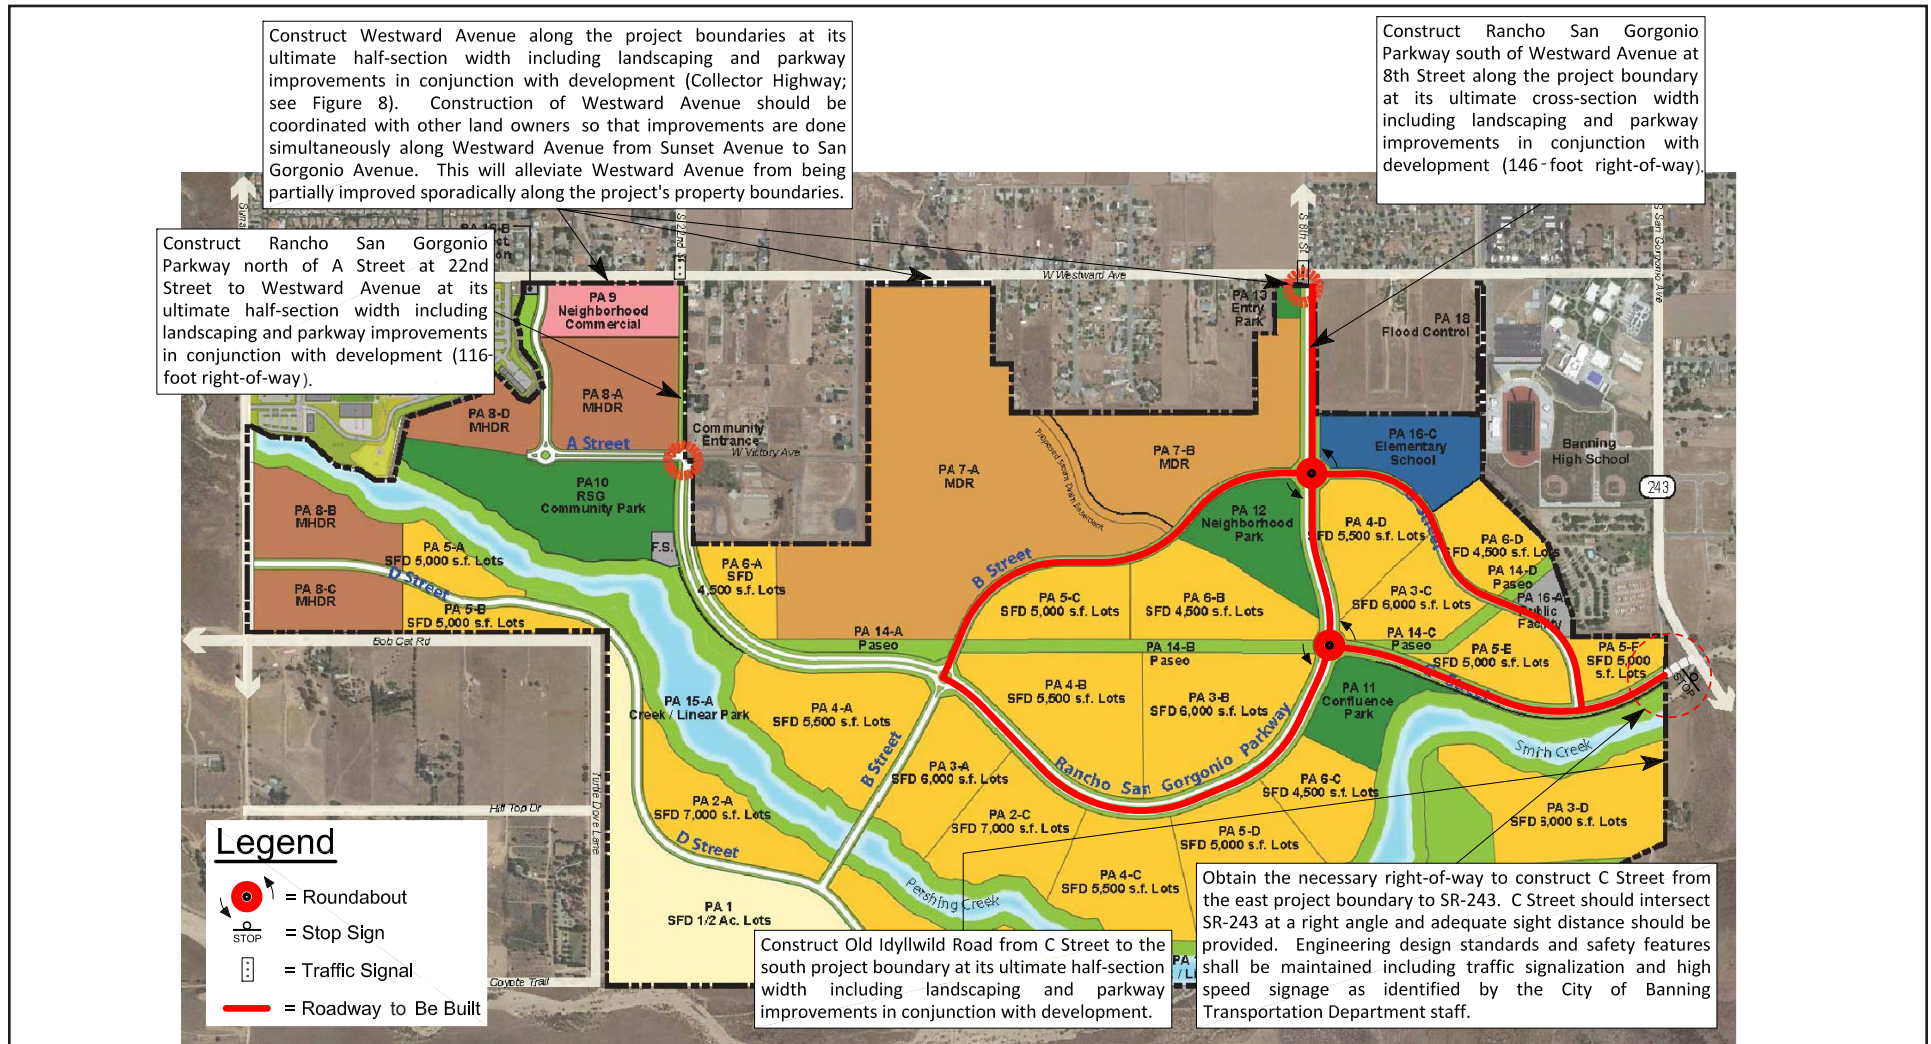 Construct Westward Avenue along the project boundaries at its
ultimate half-section width including landscaping and parkway
improvements in conjunction with development (Collector Highway;
see Figure 8). Construction of Westward Avenue should be
coordinated with other land owners so that improvements are done
simultaneously along Westward Avenue from Sunset Avenue to San
Gorgonio Avenue. This will alleviate Westward Avenue from being
partially improved sporadically along the project's property boundaries.
Construct Rancho San Gorgonio
Parkway south of Westward Avenue at
8th Street along the project boundary
at its ultimate cross-section width
including landscaping and parkway
improvements in conjunction with
development (146-foot right-of-way).
Construct Rancho San Gorgonio
Parkway north of A Street at 22nd
Street to Westward Avenue at its
ultimate half-section width including
landscaping and parkway improvements
in conjunction with development (116-
foot right-of-way).
S 22nd St
S 8th St
S San Gorgonio Ave
W Westward Ave
PA 9
Neighborhood
Commercial
PA 13
Entry
Park
PA 18
Flood Control
PA 8-A
MHDR
PA 8-D
MHDR
A Street
Community
Entrance
W Victory Ave
PA 16-C
Elementary
School
Banning
High School
243
PA 7-A
MDR
PA 7-B
MDR
Proposed Storm Drain Easement
PA10
RSG
Community Park
F.S.
PA 8-B
MHDR
PA 12
Neighborhood
Park
PA 4-D
SFD 5,500 s.f. Lots
Street
PA 6-D
SFD 4,500 s.f. Lots
PA 14-D
Paseo
PA 5-A
SFD 5,000 s.f. Lots
D Street
PA 8-C
MHDR
PA 5-B
SFD 5,000 s.f. Lots
PA 6-A
SFD
4,500 s.f. Lots
B Street
PA 5-C
SFD 5,000 s.f. Lots
PA 6-B
SFD 4,500 s.f. Lots
PA 3-C
SFD 6,000 s.f. Lots
PA 16-A
Public
Facility
Bob Cat Rd
PA 14-A
Paseo
PA 14-B
Paseo
PA 14-C
Paseo
PA 5-E
SFD 5,000 s.f. Lots
PA 5-F
SFD 5,000
s.f. Lots
STOP
PA 15-A
Creek / Linear Park
PA 4-A
SFD 5,500 s.f. Lots
PA 4-B
SFD 5,500 s.f. Lots
PA 3-B
SFD 6,000 s.f. Lots
PA 11
Confluence
Park
Smith Creek
B Street
PA 3-A
SFD 6,000 s.f. Lots
Rancho San Gorgonio Parkway
PA 6-C
SFD 4,500 s.f. Lots
Turtle Dove Lane
Hill Top Dr
PA 2-A
SFD 7,000 s.f. Lots
D Street
PA 2-C
SFD 7,000 s.f. Lots
PA 5-D
SFD 5,000 s.f. Lots
PA 3-D
SFD 6,000 s.f. Lots
PA 4-C
SFD 5,500 s.f. Lots
Pershing Creek
PA 1
SFD 1/2 Ac. Lots
Coyote Trail
Legend
= Roundabout
STOP = Stop Sign
= Traffic Signal
= Roadway to Be Built
Construct Old Idyllwild Road from C Street to the
south project boundary at its ultimate half-section
width including landscaping and parkway
improvements in conjunction with development.
Obtain the necessary right-of-way to construct C Street from
the east project boundary to SR-243. C Street should intersect
SR-243 at a right angle and adequate sight distance should be
provided. Engineering design standards and safety features
shall be maintained including traffic signalization and high
speed signage as identified by the City of Banning
Transportation Department staff.